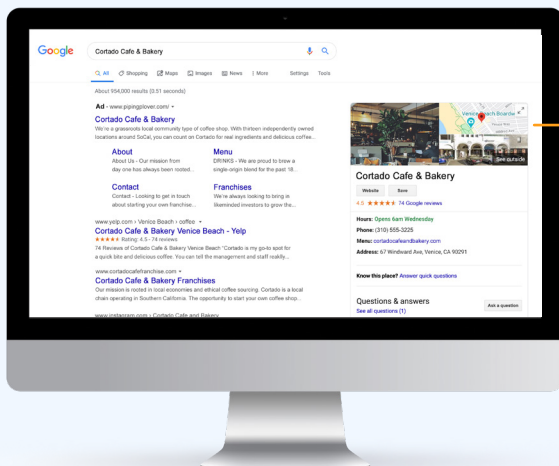 Google
Cortado Cafe & Bakery
All Shopping Maps Images News More Settings Tools
About 954,000 results (0.51 seconds)
Ad · www.pipingplover.com/
Cortado Cafe & Bakery
We're a grassroots local community type of coffee shop. With thirteen independently owned
locations around SoCal, you can count on Cortado for real ingredients and delicious coffee...
About
About Us - Our mission from
day one has always been rooted...
Menu
DRINKS - We are proud to brew a
single-origin blend for the past 18...
Contact
Contact - Looking to get in touch
about starting your own franchise...
Franchises
We're always looking to bring in
likeminded investors to grow the...
www.yelp.com › Venice Beach › coffee
Cortado Cafe & Bakery Venice Beach - Yelp
Rating: 4.5 - 74 reviews
74 Reviews of Cortado Cafe & Bakery Venice Beach "Cortado is my go-to spot for
a quick bite and delicious coffee. You can tell the management and staff really...
www.cortadocafefranchise.com
Cortado Cafe & Bakery Franchises
Our mission is rooted in local economies and ethical coffee sourcing. Cortado is a local
chain operating in Southern California. The opportunity to start your own coffee shop...
www.instagram.com › Cortado Cafe and Bakery
Venice Beach Boardw
See outside
Cortado Cafe & Bakery
Website Save
4.5 74 Google reviews
Hours: Opens 6am Wednesday
Phone: (310) 555-3225
Menu: cortadocafeandbakery.com
Address: 67 Windward Ave, Venice, CA 90291
Know this place? Answer quick questions
Questions & answers
See all questions (1)
Ask a question